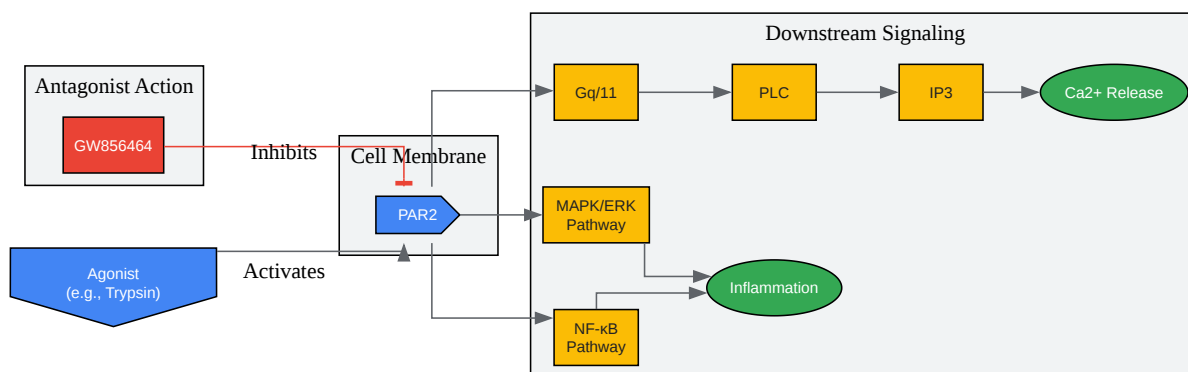 Downstream Signaling
Antagonist Action
GW856464
Inhibits
Cell Membrane
PAR2
Activates
Agonist
(e.g., Trypsin)
Gq/11
PLC
IP3
Ca2+ Release
MAPK/ERK
Pathway
Inflammation
NF-κB
Pathway